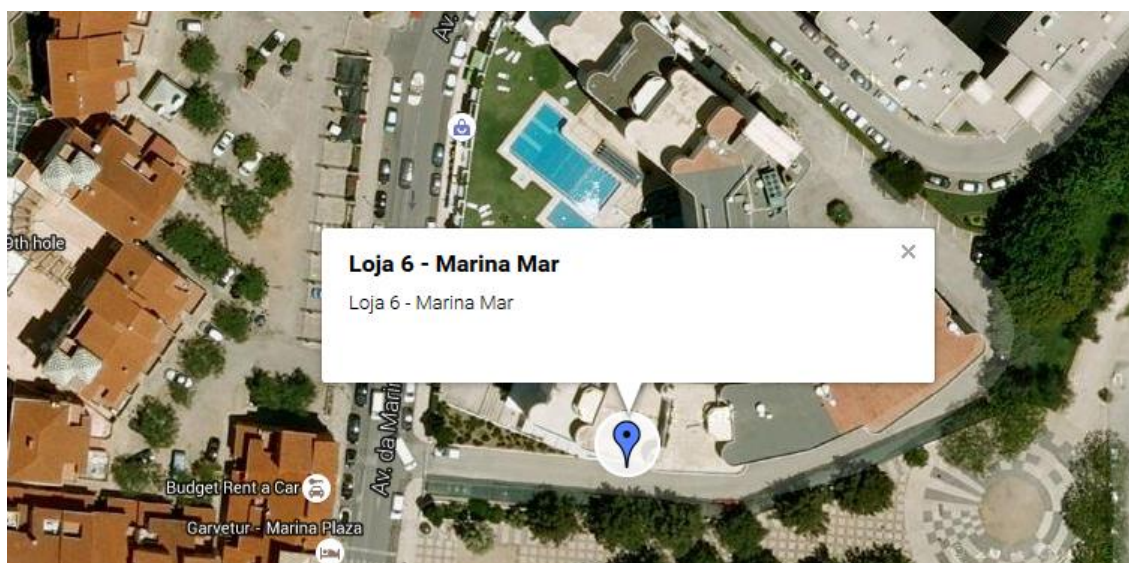 Av.
9th hole
Loja 6 - Marina Mar
×
Loja 6 - Marina Mar
Av. da Marin
Budget Rent a Car
Garvetur - Marina Plaza